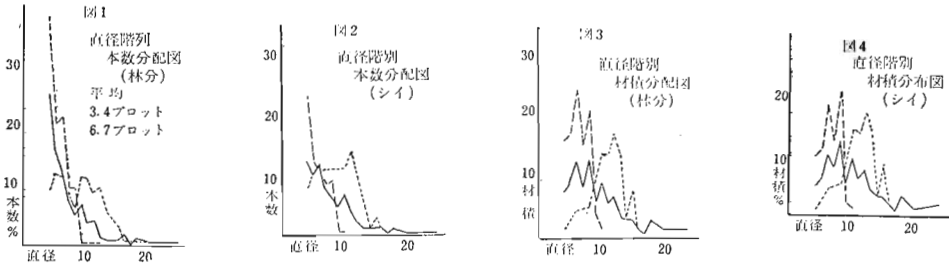 図1
直径階列
本数分配図
(林分)
平均
3.4プロット
6.7プロット
30
20
10
本数
%
直径 10 20
図2
直径階別
本数分配図
(シイ)
30
20
10
本数
直径 10 20
図3
直径階別
材積分配図
(林分)
30
20
10
材
積
直径 10 20
図4
直径階別
材積分布図
(シイ)
20
10
材積%
直径 10 20